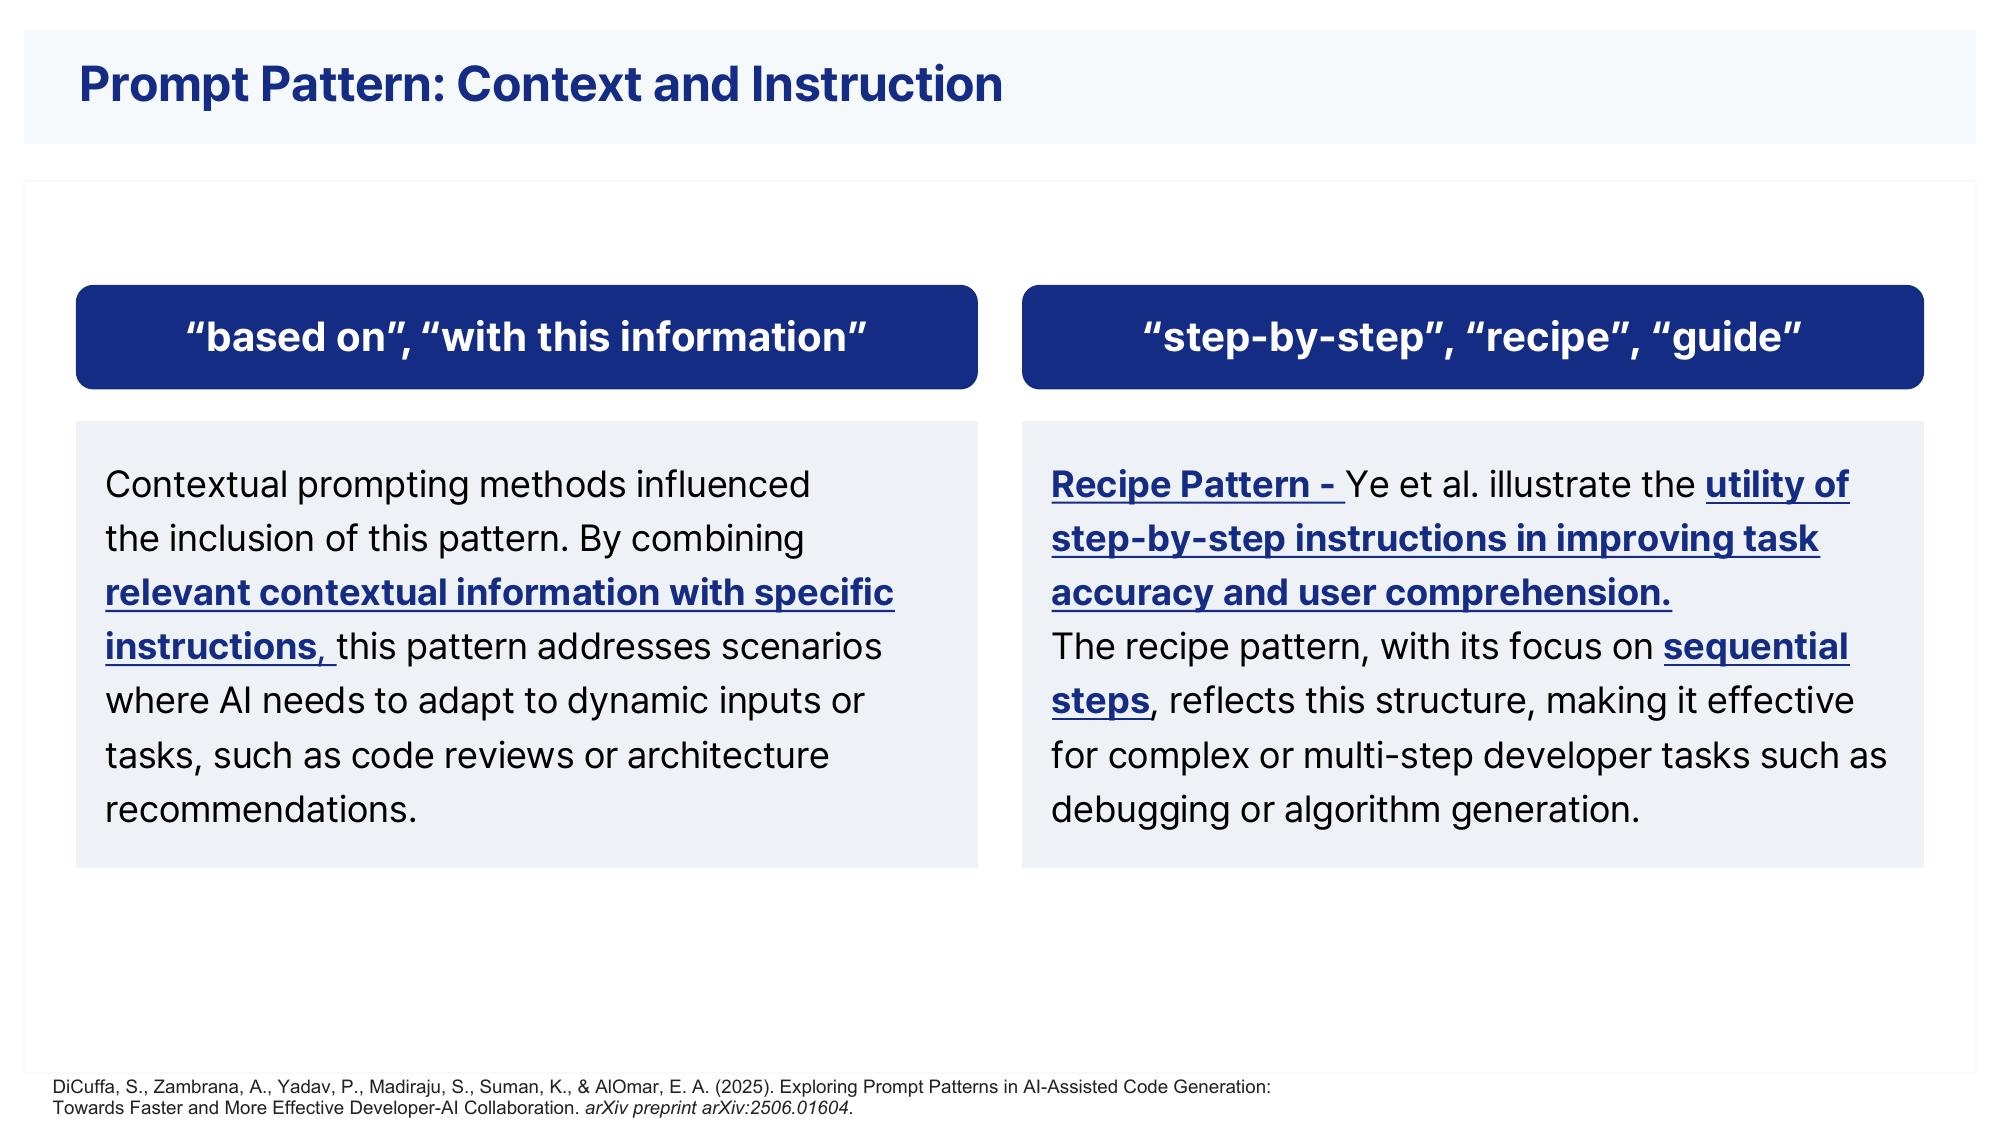 Prompt Pattern: Context and Instruction
“based on”, “with this information”
Contextual prompting methods influenced
the inclusion of this pattern. By combining
relevant contextual information with specific
instructions, this pattern addresses scenarios
where AI needs to adapt to dynamic inputs or
tasks, such as code reviews or architecture
recommendations.
“step-by-step”, “recipe”, “guide”
Recipe Pattern - Ye et al. illustrate the utility of
step-by-step instructions in improving task
accuracy and user comprehension.
The recipe pattern, with its focus on sequential
steps, reflects this structure, making it effective
for complex or multi-step developer tasks such as
debugging or algorithm generation.
DiCuffa, S., Zambrana, A., Yadav, P., Madiraju, S., Suman, K., & AlOmar, E. A. (2025). Exploring Prompt Patterns in AI-Assisted Code Generation:
Towards Faster and More Effective Developer-AI Collaboration. arXiv preprint arXiv:2506.01604.